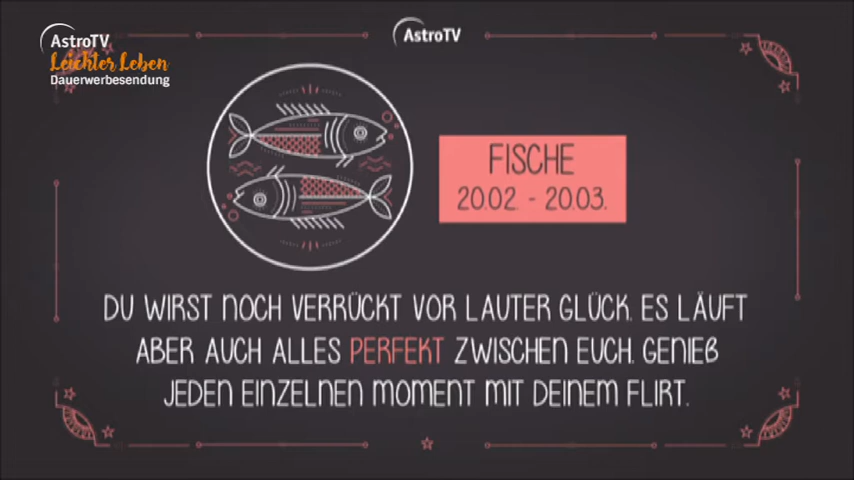 AstroTV
Leichter Leben
Dauerwerbesendung
AstroTV
FISCHE
20.02. - 20.03.
DU WIRST NOCH VERRÜCKT VOR LAUTER GLÜCK. ES LÄUFT
ABER AUCH ALLES PERFEKT ZWISCHEN EUCH. GENIEß
JEDEN EINZELNEN MOMENT MIT DEINEM FLIRT.